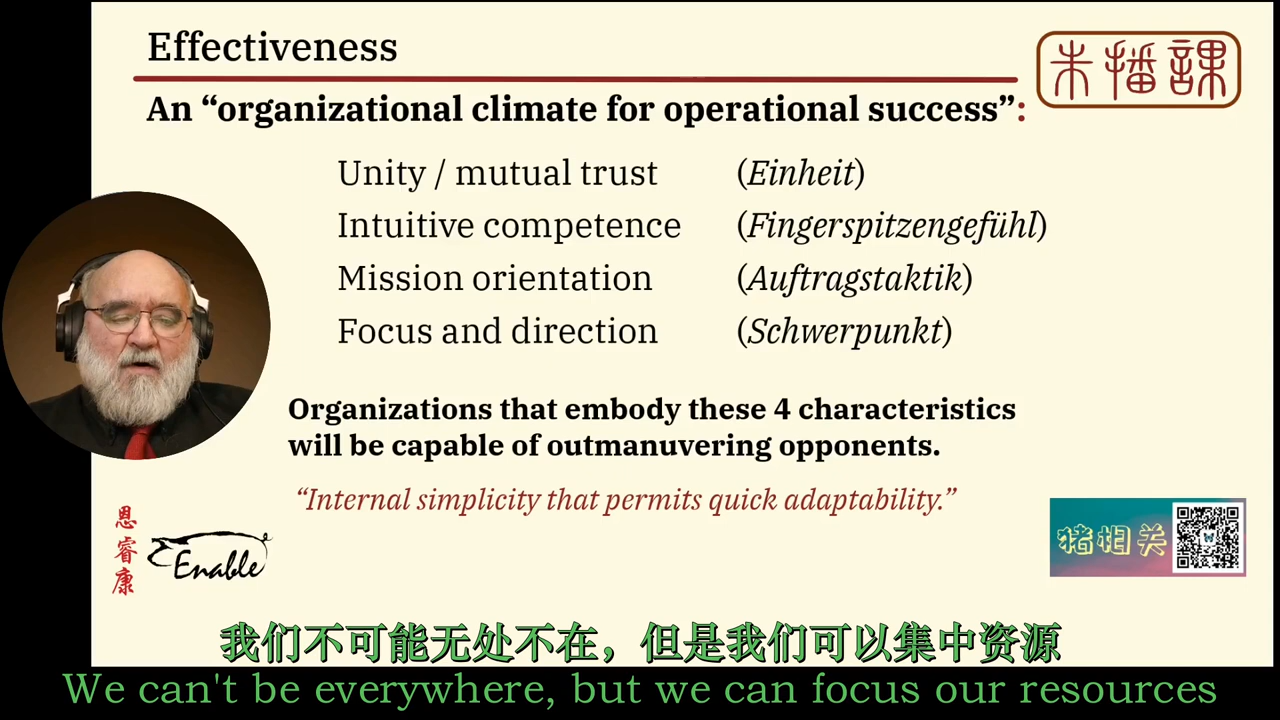 Effectiveness
朱播課
An “organizational climate for operational success”:
Unity / mutual trust (Einheit)
Intuitive competence (Fingerspitzengefühl)
Mission orientation (Auftragstaktik)
Focus and direction (Schwerpunkt)
Organizations that embody these 4 characteristics
will be capable of outmanuvering opponents.
“Internal simplicity that permits quick adaptability.”
恩睿康
Enable
猪相关
我们不可能无处不在，但是我们可以集中资源
We can't be everywhere, but we can focus our resources